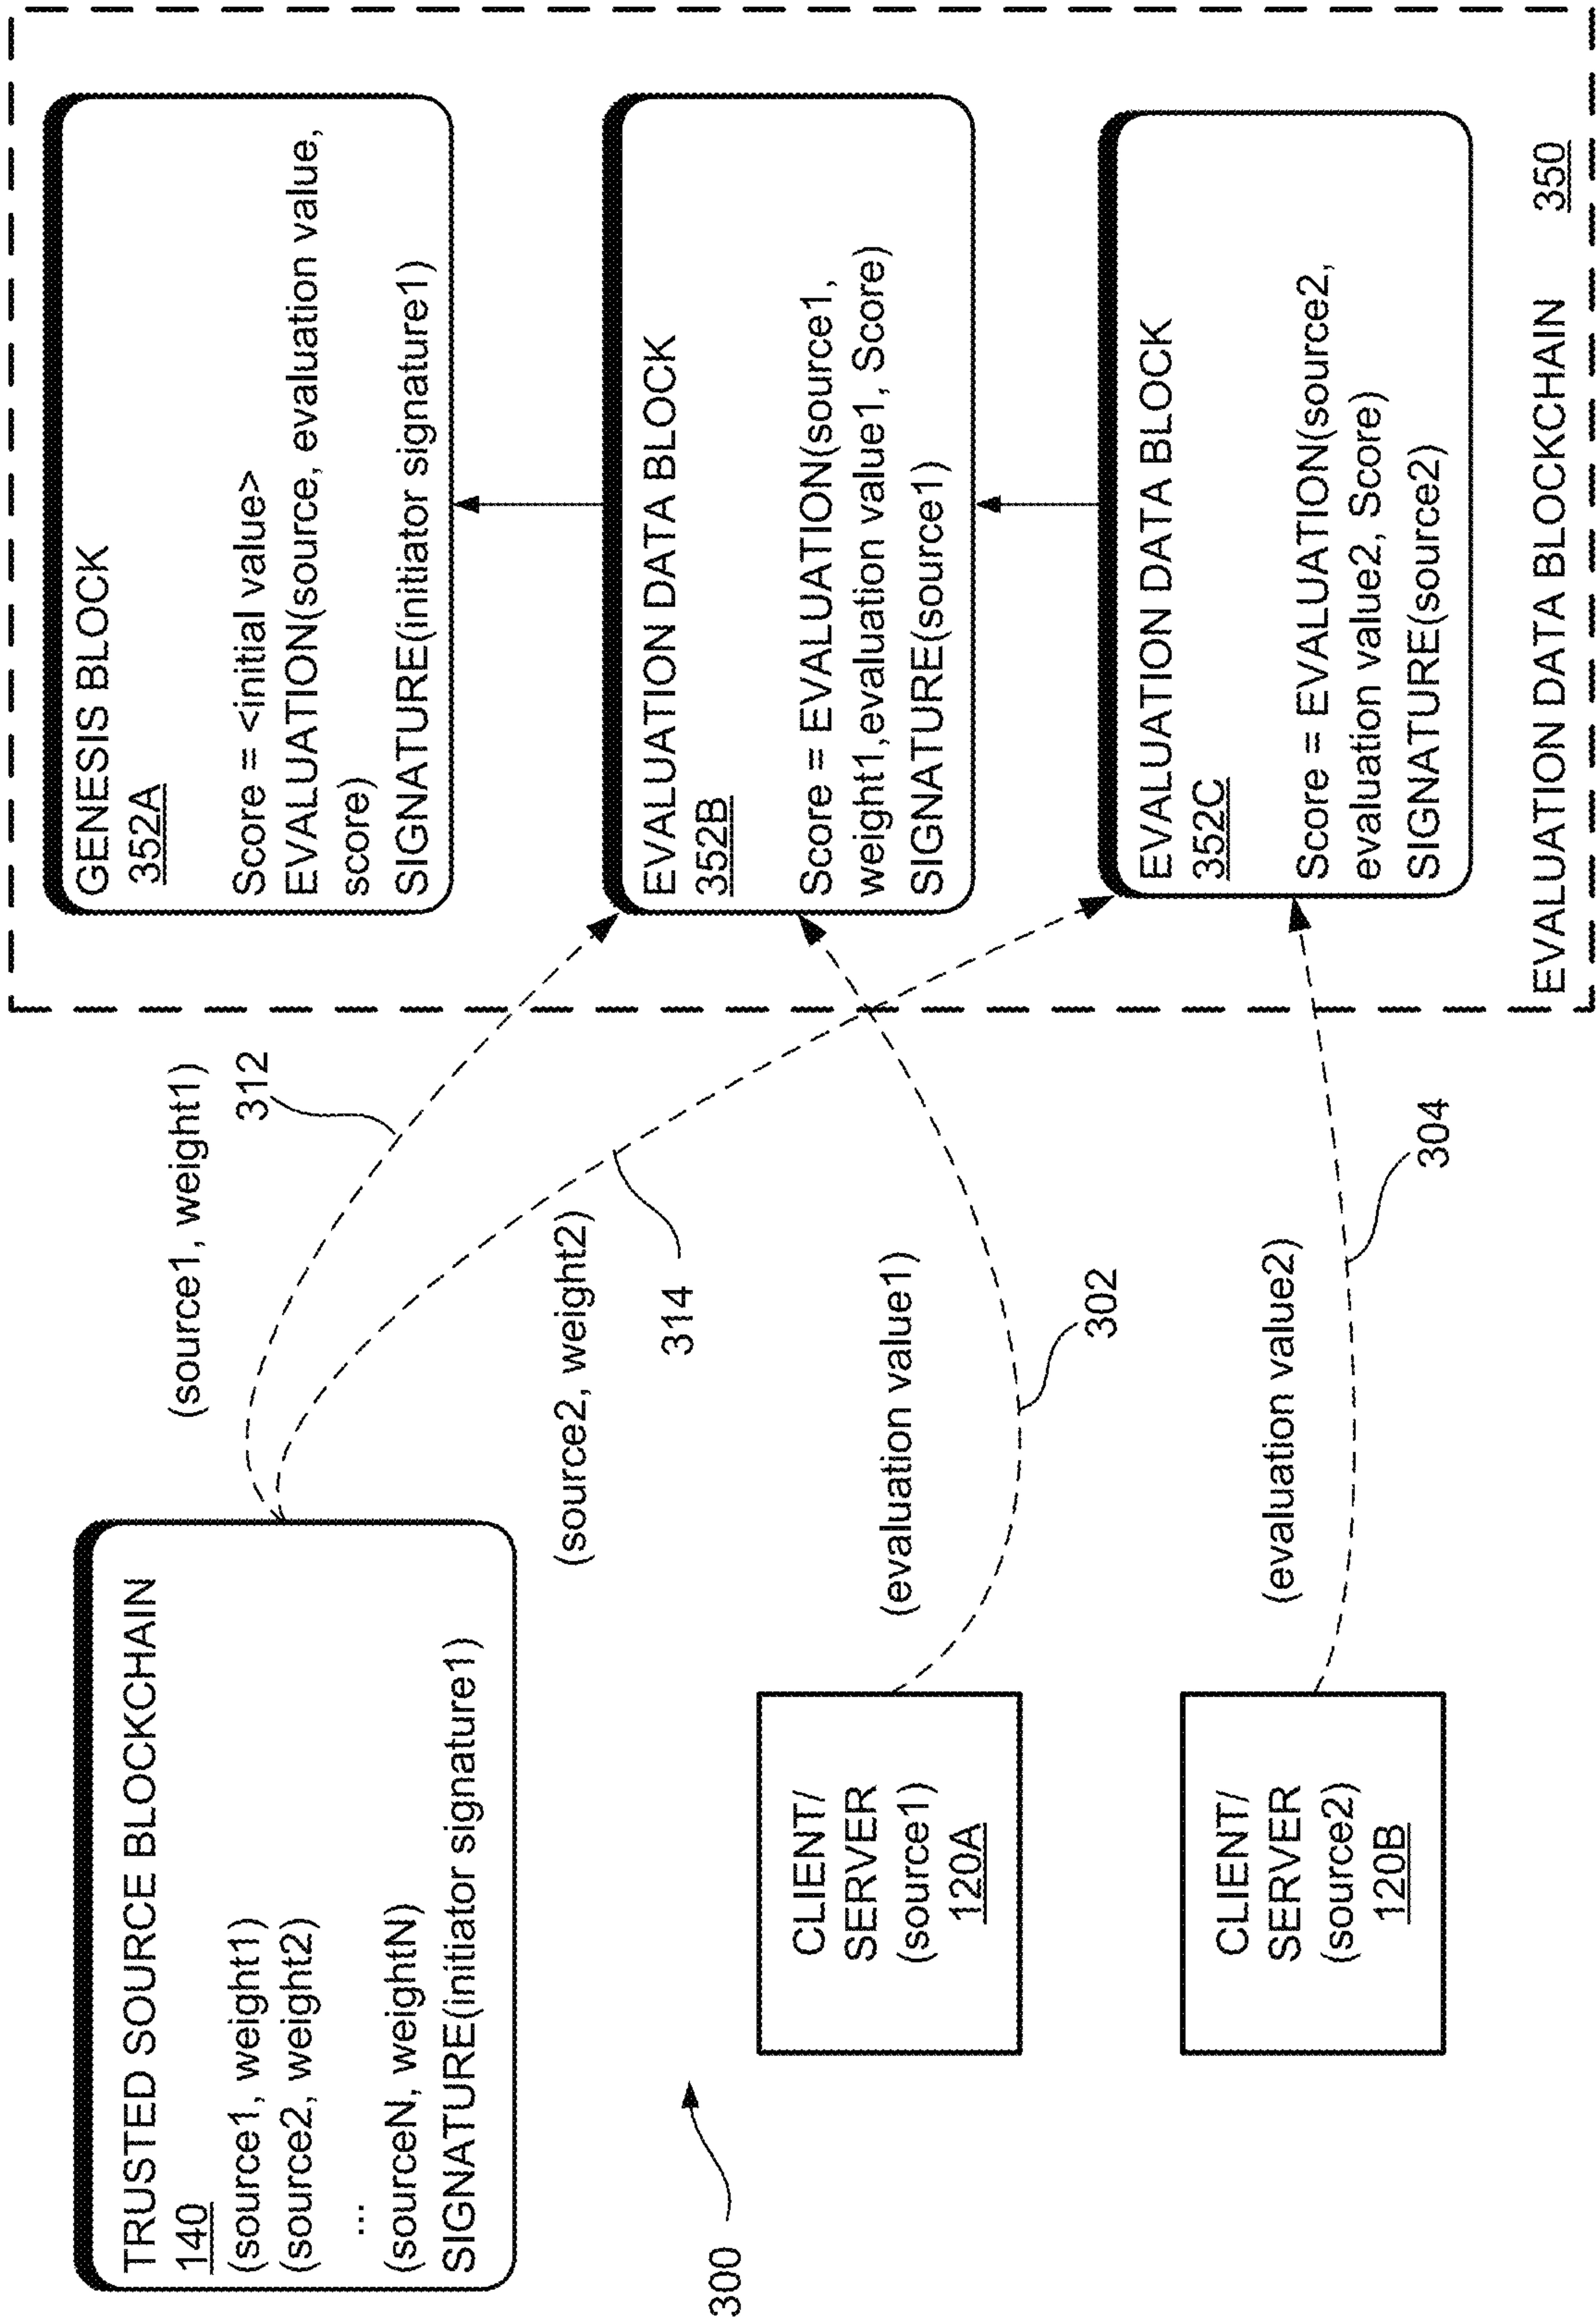 TRUSTED SOURCE BLOCKCHAIN
140
(source1, weight1)
(source2, weight2)
...
(sourceN, weightN)
SIGNATURE(initiator signature1)
(source1, weight1)
312
(source2, weight2)
314
GENESIS BLOCK
352A
Score = <initial value>
EVALUATION(source, evaluation value,
score)
SIGNATURE(initiator signature1)
EVALUATION DATA BLOCK
352B
Score = EVALUATION(source1,
weight1,evaluation value1, Score)
SIGNATURE(source1)
EVALUATION DATA BLOCK
352C
Score = EVALUATION(source2,
evaluation value2, Score)
SIGNATURE(source2)
EVALUATION DATA BLOCKCHAIN 350
300
CLIENT/
SERVER
(source1)
120A
(evaluation value1)
302
CLIENT/
SERVER
(source2)
120B
(evaluation value2)
304